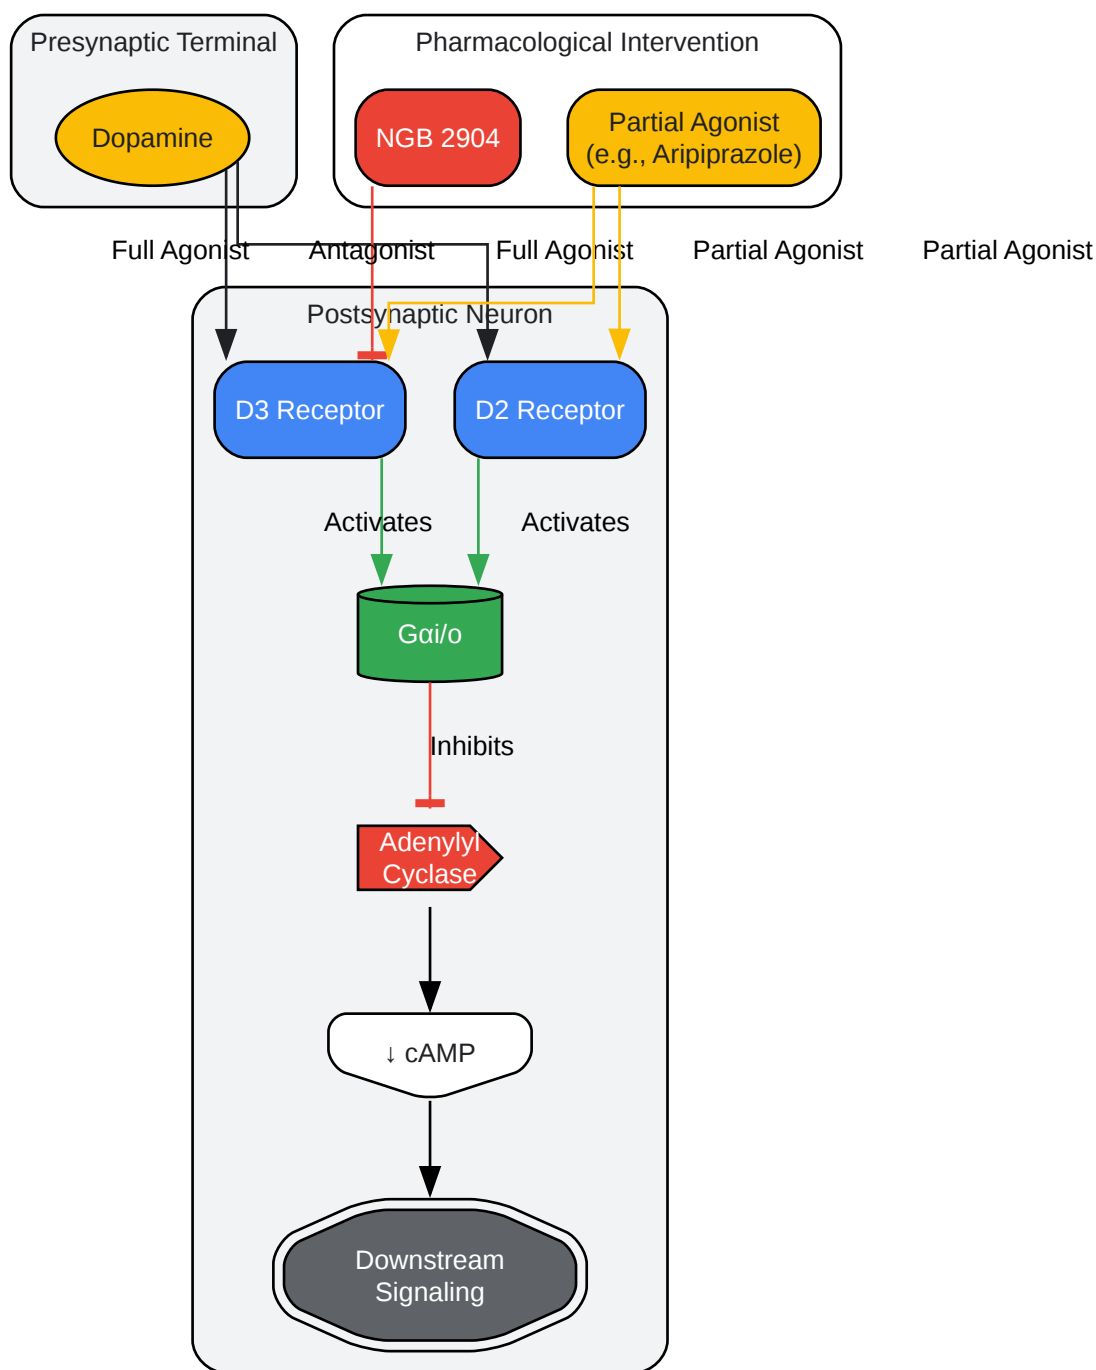 Presynaptic Terminal
Pharmacological Intervention
Dopamine
NGB 2904
Partial Agonist
(e.g., Aripiprazole)
Full Agonist
Antagonist
Full Agonist
Partial Agonist
Partial Agonist
Postsynaptic Neuron
D3 Receptor
D2 Receptor
Activates
Activates
Gαi/o
Inhibits
Adenylyl
Cyclase
↓ cAMP
Downstream
Signaling